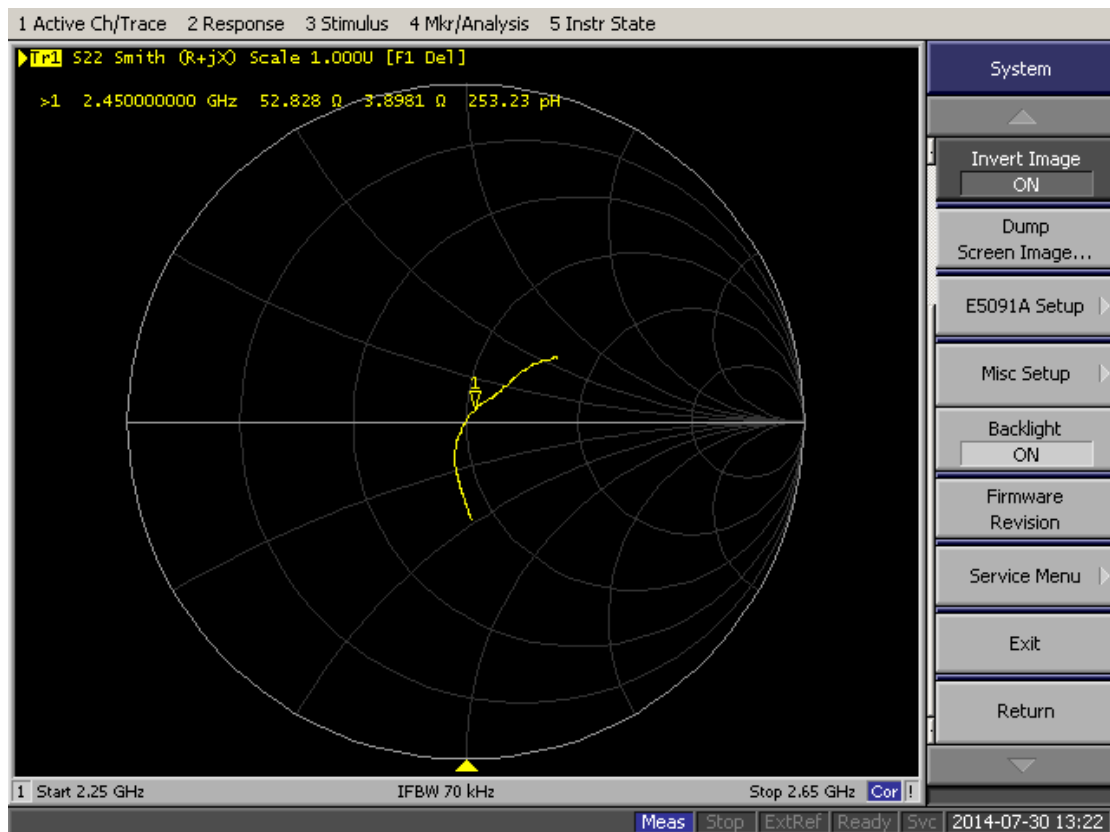 1 Active Ch/Trace 2 Response 3 Stimulus 4 Mkr/Analysis 5 Instr State
Tr1 S22 Smith (R+jX) Scale 1.000U [F1 Del]
>1 2.450000000 GHz 52.828 Ω 3.8981 Ω 253.23 pH
1
1 Start 2.25 GHz IFBW 70 kHz Stop 2.65 GHz Cor !
System
Invert Image
ON
Dump
Screen Image...
E5091A Setup
Misc Setup
Backlight
ON
Firmware
Revision
Service Menu
Exit
Return
Meas Stop ExtRef Ready Svc 2014-07-30 13:22